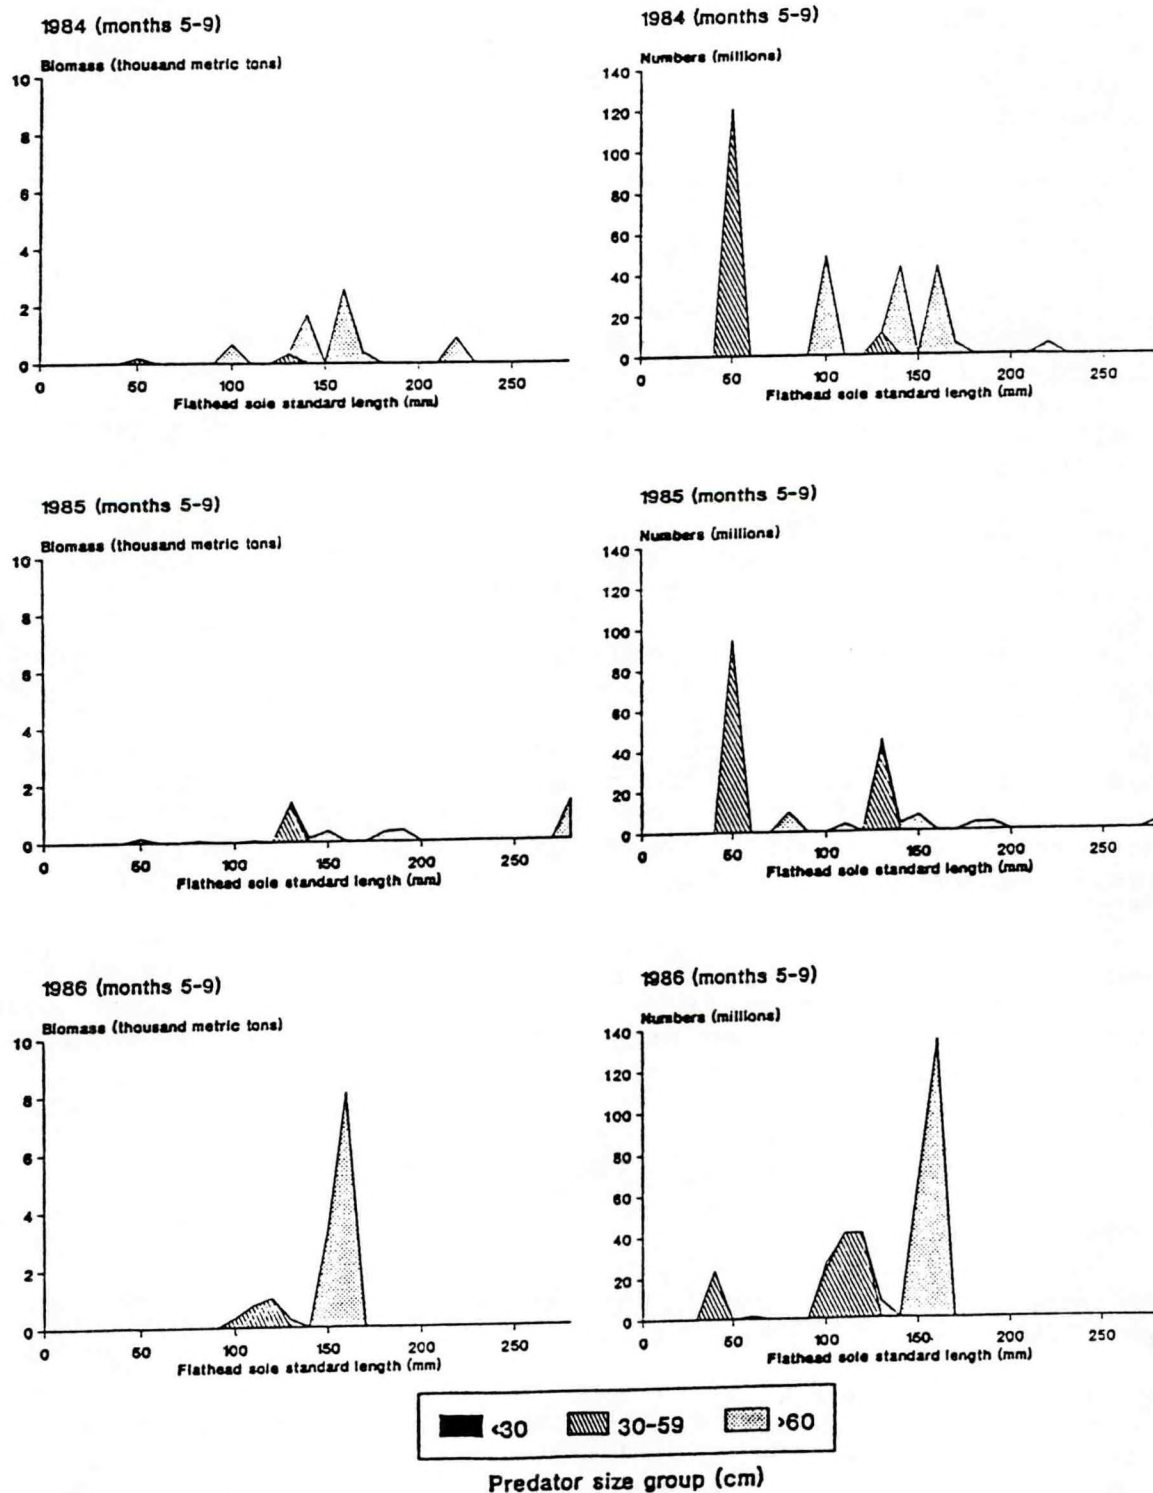 1984 (months 5-9)
Biomass (thousand metric tons)
10
8
6
4
2
0
0 50 100 150 200 250
Flathead sole standard length (mm)
1984 (months 5-9)
Numbers (millions)
140
120
100
80
60
40
20
0
0 50 100 150 200 250
Flathead sole standard length (mm)
1985 (months 5-9)
Biomass (thousand metric tons)
10
8
6
4
2
0
0 50 100 150 200 250
Flathead sole standard length (mm)
1985 (months 5-9)
Numbers (millions)
140
120
100
80
60
40
20
0
0 50 100 150 200 250
Flathead sole standard length (mm)
1986 (months 5-9)
Biomass (thousand metric tons)
10
8
6
4
2
0
0 50 100 150 200 250
Flathead sole standard length (mm)
1986 (months 5-9)
Numbers (millions)
140
120
100
80
60
40
20
0
0 50 100 150 200 250
Flathead sole standard length (mm)
<30 30-59 >60
Predator size group (cm)